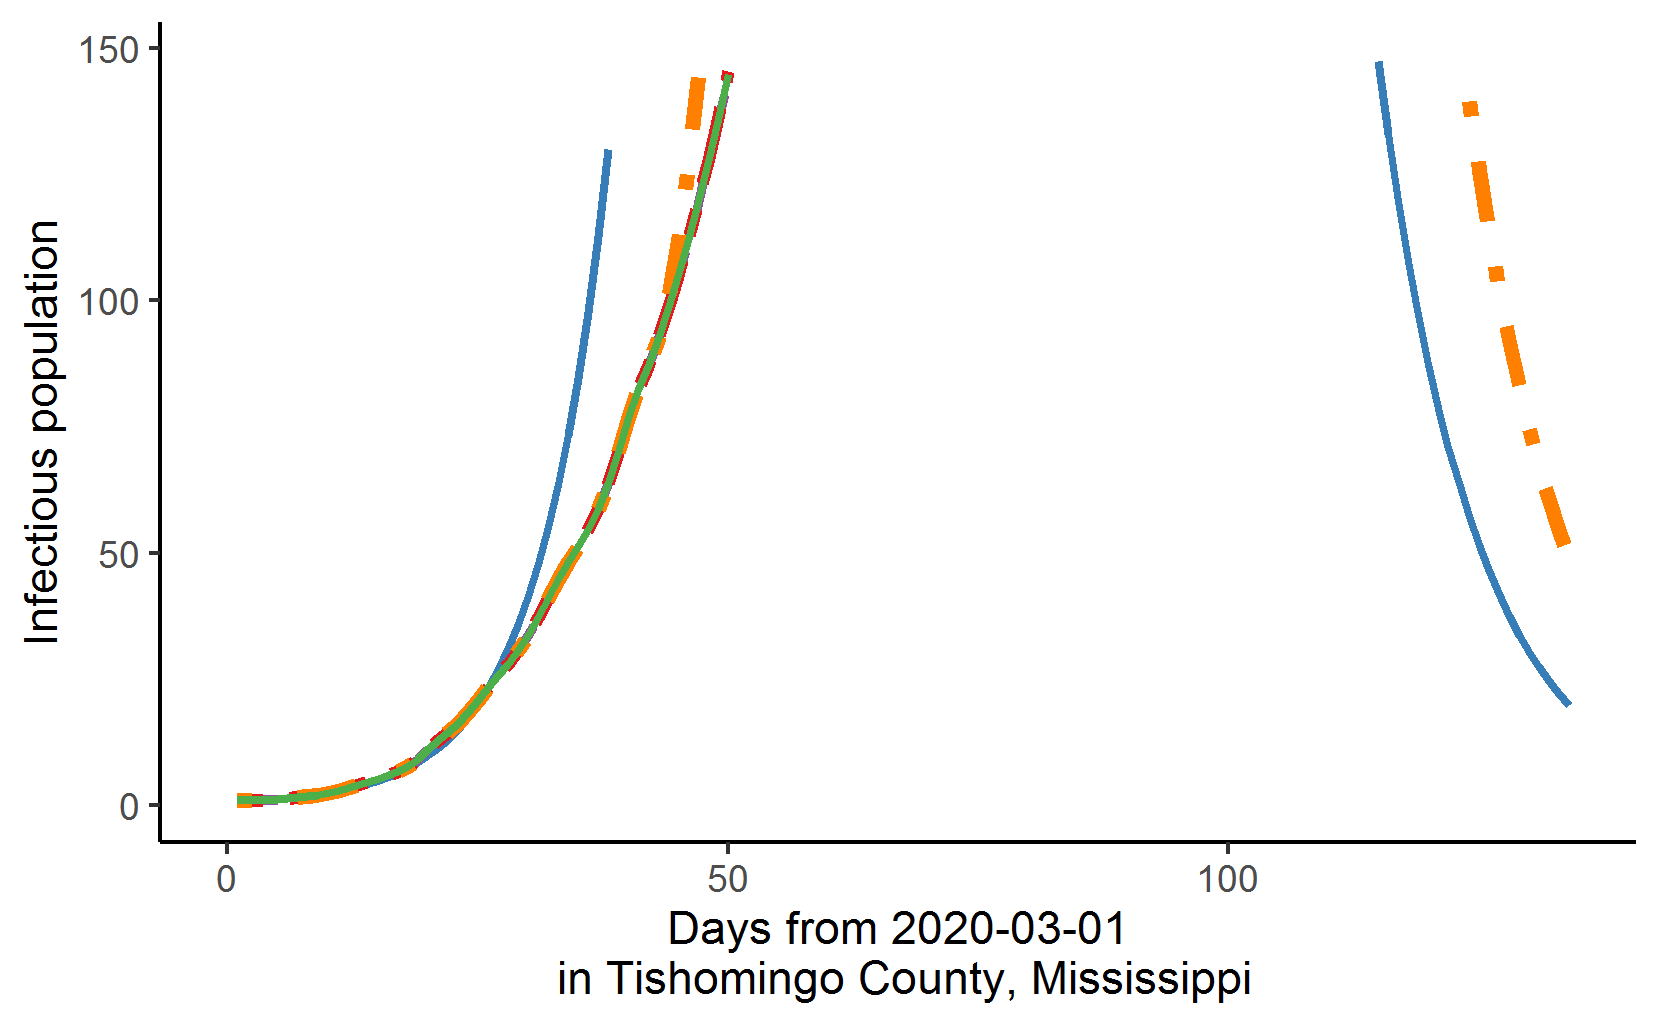 150
100
50
0
Infectious population
0 50 100
Days from 2020-03-01
in Tishomingo County, Mississippi